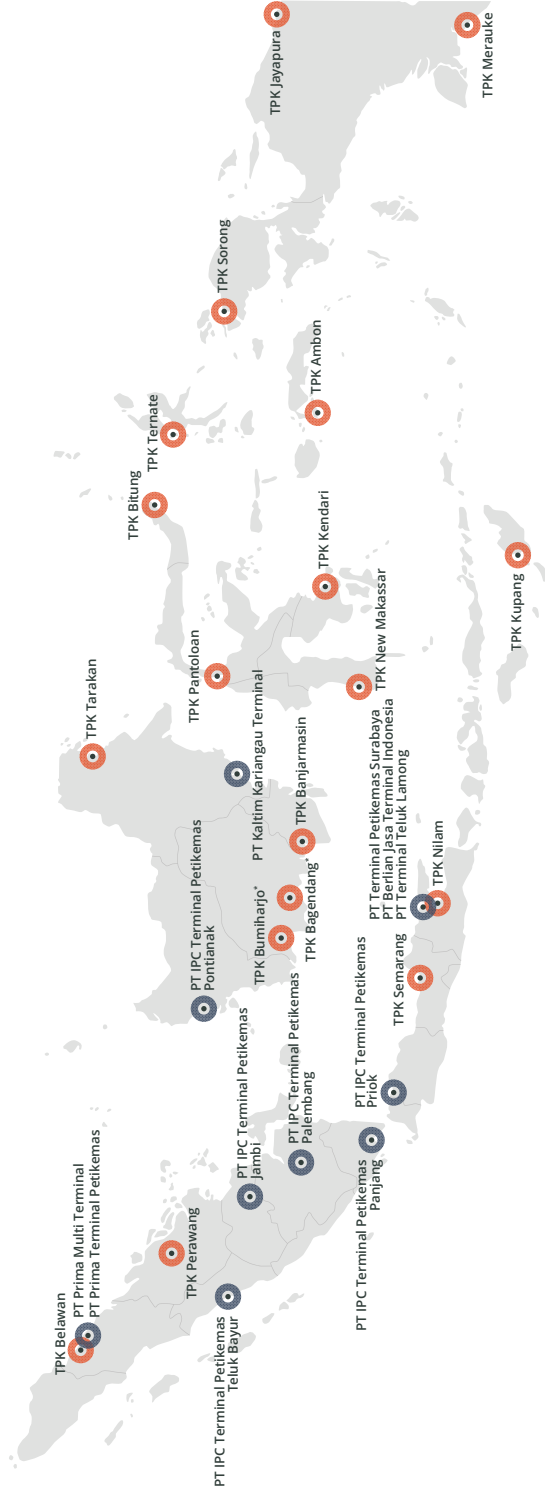 TPK Belawan
PT Prima Multi Terminal
PT Prima Terminal Petikemas
TPK Perawang
PT IPC Terminal Petikemas
Teluk Bayur
PT IPC Terminal Petikemas
Jambi
PT IPC Terminal Petikemas
Palembang
PT IPC Terminal Petikemas
Panjang
PT IPC Terminal Petikemas
Priok
PT IPC Terminal Petikemas
Pontianak
TPK Semarang
TPK Bumiharjo*
TPK Bagendang*
PT Terminal Petikemas Surabaya
PT Berlian Jasa Terminal Indonesia
PT Terminal Teluk Lamong
TPK Nilam
TPK Banjarmasin
PT Kaltim Kariangau Terminal
TPK Tarakan
TPK Pantoloan
TPK New Makassar
TPK Kendari
TPK Kupang
TPK Bitung
TPK Ternate
TPK Ambon
TPK Sorong
TPK Jayapura
TPK Merauke